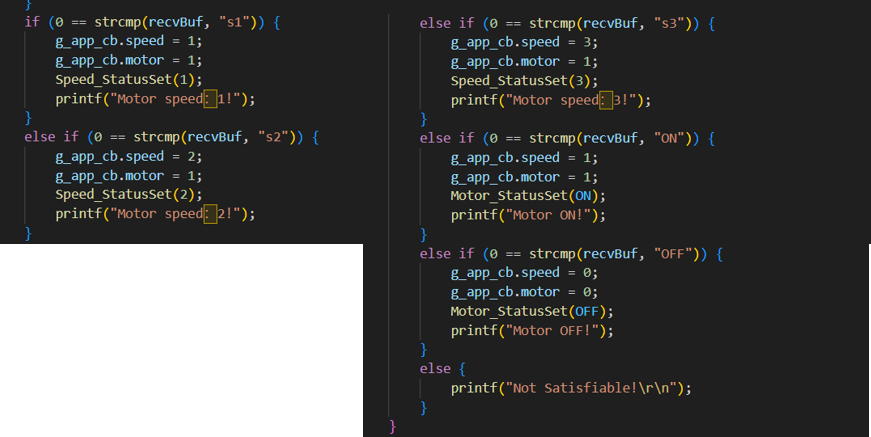 }
if (0 == strcmp(recvBuf, "s1")) {
g_app_cb.speed = 1;
g_app_cb.motor = 1;
Speed_StatusSet(1);
printf("Motor speed：1!");
}
else if (0 == strcmp(recvBuf, "s2")) {
g_app_cb.speed = 2;
g_app_cb.motor = 1;
Speed_StatusSet(2);
printf("Motor speed：2!");
}
else if (0 == strcmp(recvBuf, "s3")) {
g_app_cb.speed = 3;
g_app_cb.motor = 1;
Speed_StatusSet(3);
printf("Motor speed：3!");
}
else if (0 == strcmp(recvBuf, "ON")) {
g_app_cb.speed = 1;
g_app_cb.motor = 1;
Motor_StatusSet(ON);
printf("Motor ON!");
}
else if (0 == strcmp(recvBuf, "OFF")) {
g_app_cb.speed = 0;
g_app_cb.motor = 0;
Motor_StatusSet(OFF);
printf("Motor OFF!");
}
else {
printf("Not Satisfiable!\r\n");
}
}